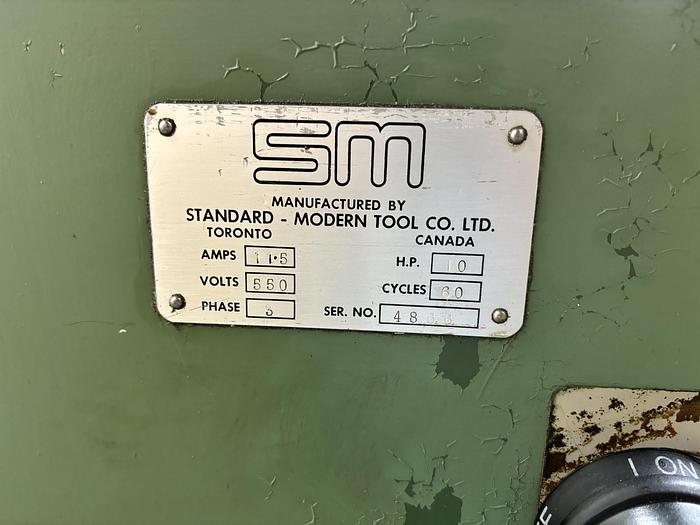 SM
MANUFACTURED BY
STANDARD - MODERN TOOL CO. LTD.
TORONTO CANADA
AMPS 11.5 H.P. 10
VOLTS 550 CYCLES 60
PHASE 3 SER. NO.
I ON